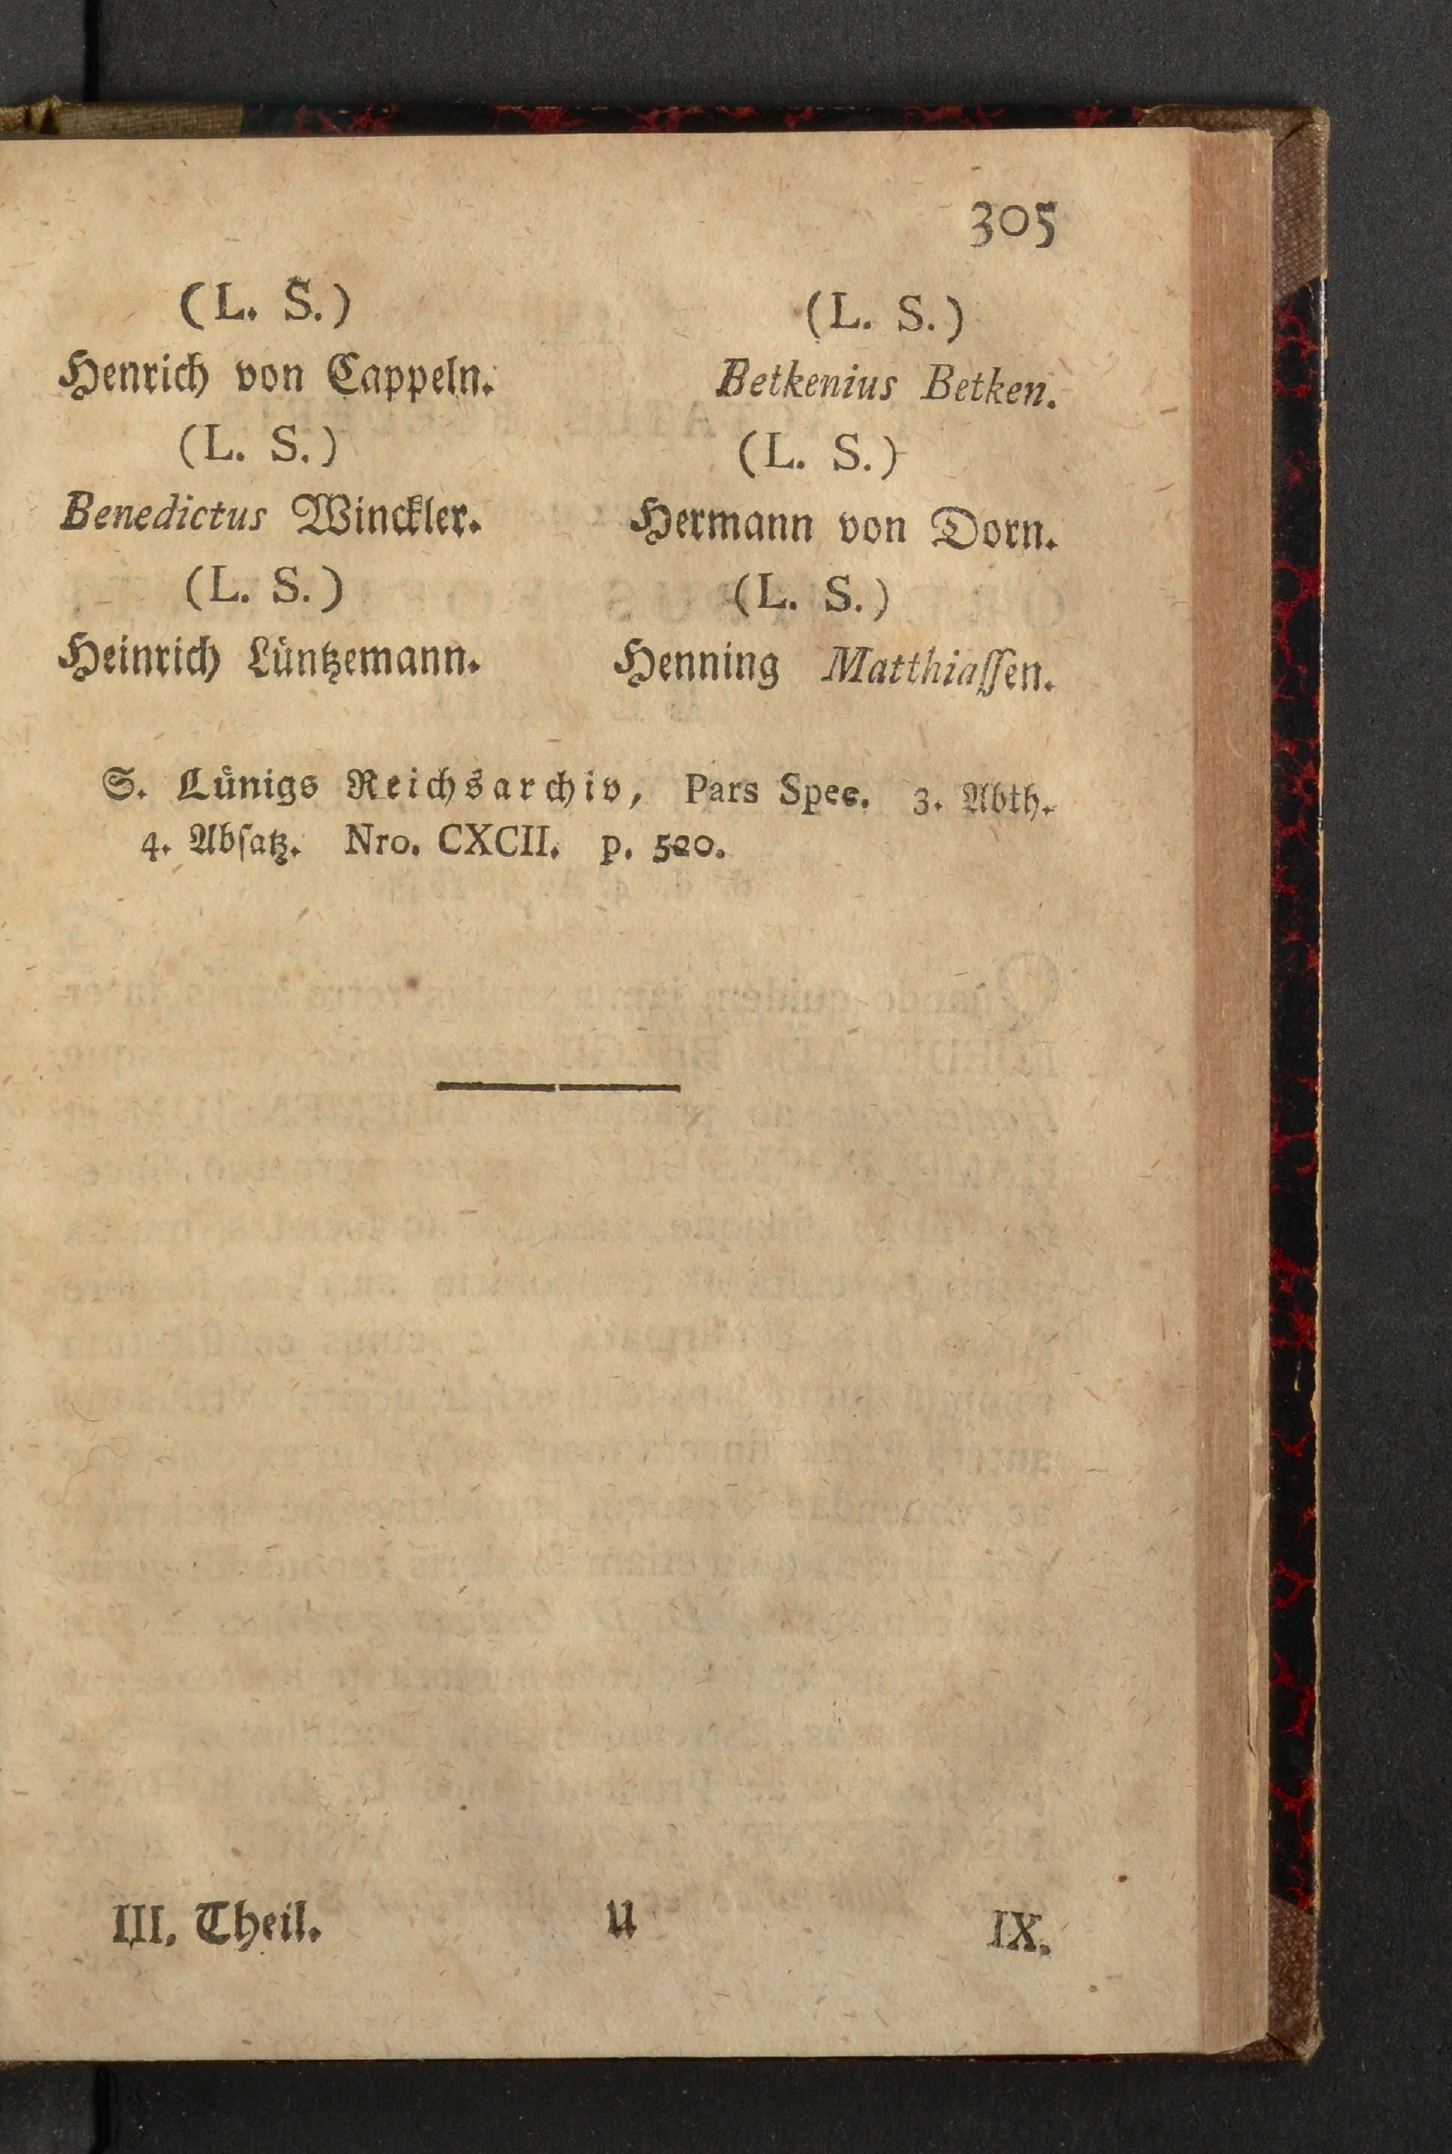 305
(L. S.) (L. S.)
Henrich von Cappeln. Betkenius Betken.
(L. S.) (L. S.)
Benedictus Winckler. Hermann von Dorn.
(L. S.) (L. S.)
Heinrich Lüntzemann. Henning Matthiaſſen.
S. Lünigs Reichsarchiv, Pars Spec. 3. Abth.
4. Abſatz. Nro. CXCII. p. 520.
III. Theil. U IX.